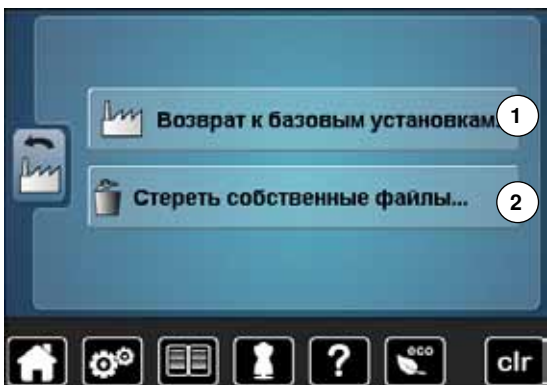 Возврат к базовым установкам
1
Стереть собственные файлы...
2
?
eco
clr